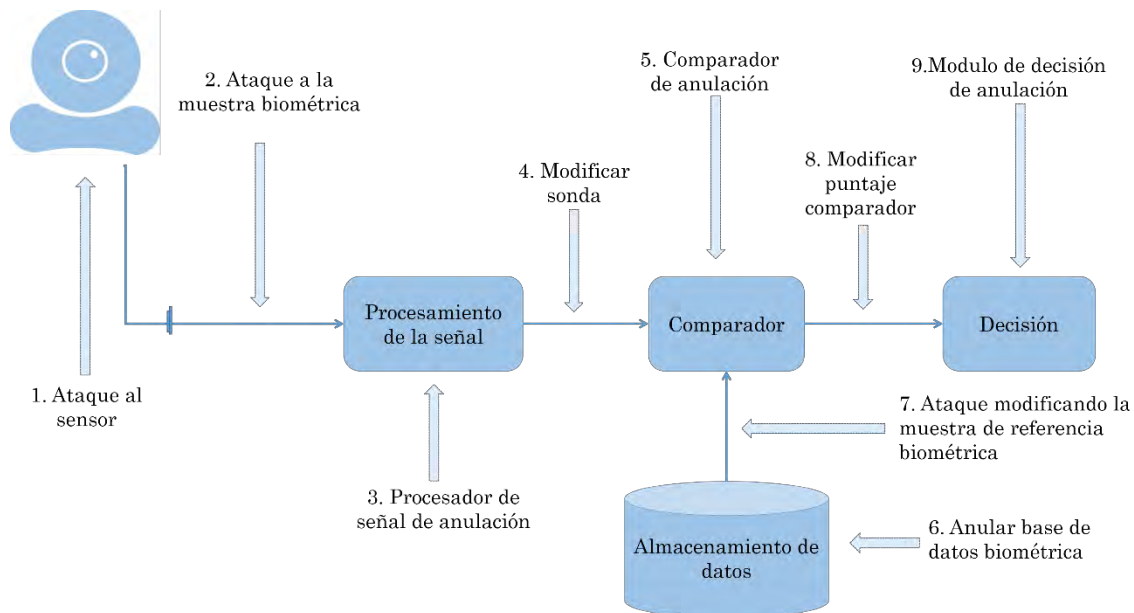 1. Ataque al
sensor
2. Ataque a la
muestra biométrica
3. Procesador de
señal de anulación
Procesamiento
de la señal
4. Modificar
sonda
5. Comparador
de anulación
Comparador
6. Anular base de
datos biométrica
Almacenamiento de
datos
7. Ataque modificando la
muestra de referencia
biométrica
8. Modificar
puntaje
comparador
9.Modulo de decisión
de anulación
Decisión